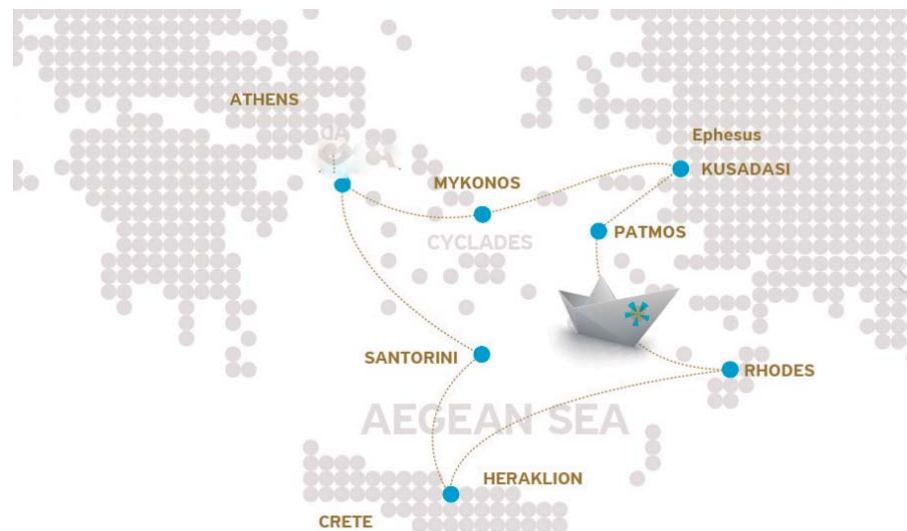 ATHENS
Ephesus
KUSADASI
MYKONOS
PATMOS
CYCLADES
SANTORINI
RHODES
AEGEAN SEA
HERAKLION
CRETE